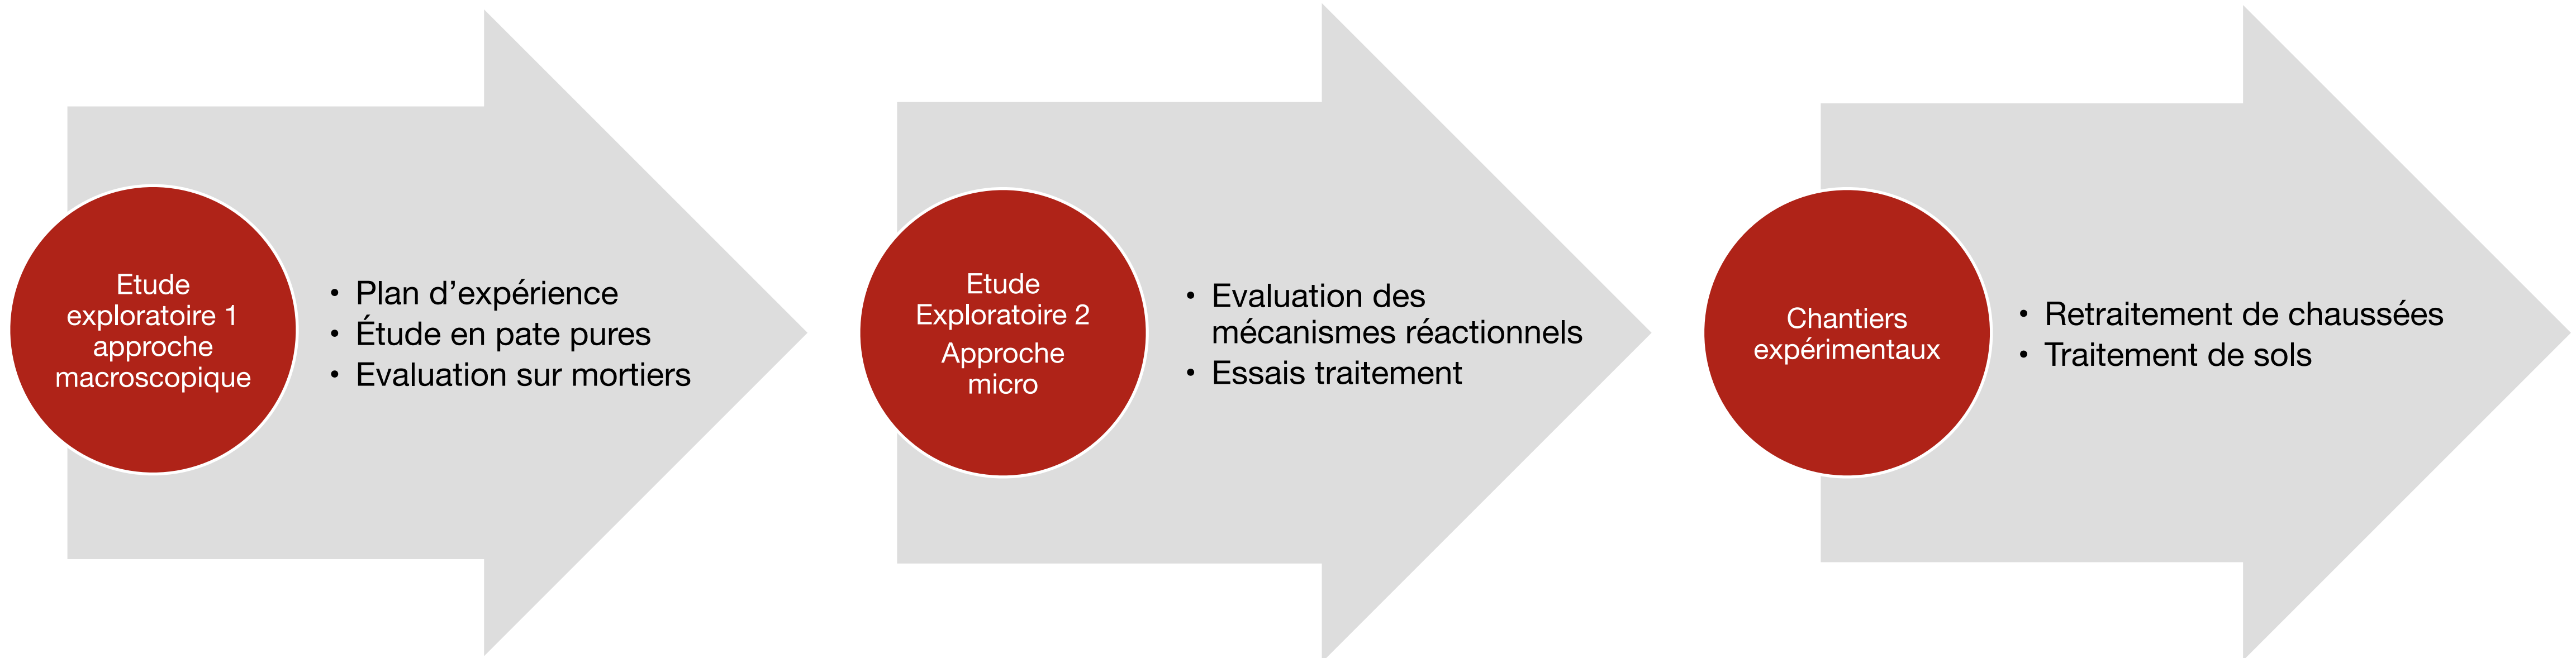 Etude
exploratoire 1
approche
macroscopique
• Plan d’expérience
• Étude en pate pures
• Evaluation sur mortiers
Etude
Exploratoire 2
Approche
micro
• Evaluation des
mécanismes réactionnels
• Essais traitement
Chantiers
expérimentaux
• Retraitement de chaussées
• Traitement de sols